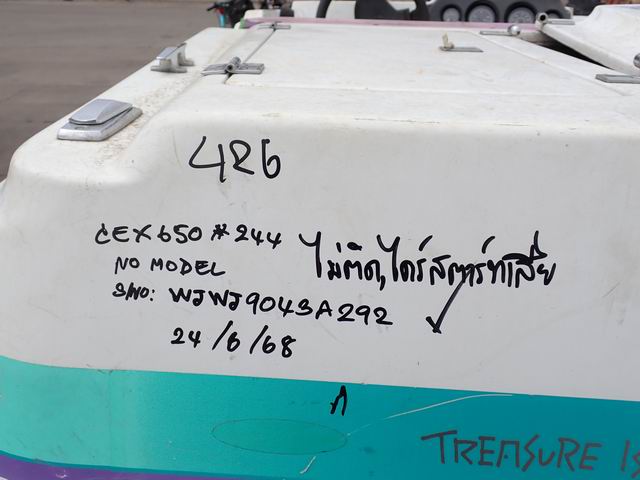 426
CEX650*244
NO MODEL
S/NO: WJWJ9043A292
24/6/68
ไม่ติด,ไดร์สตาร์ทเสีย
TREASURE